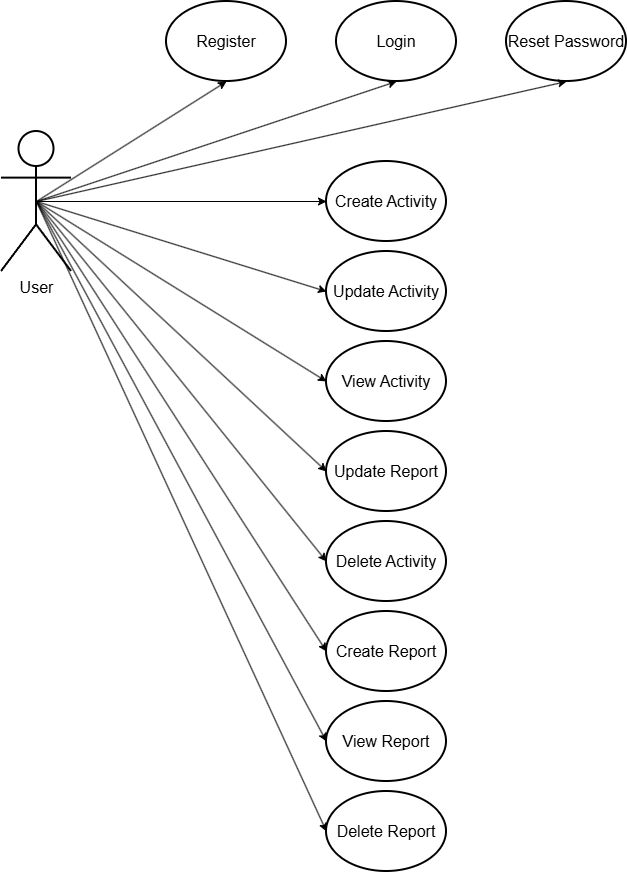 Register
Login
Reset Password
User
Create Activity
Update Activity
View Activity
Update Report
Delete Activity
Create Report
View Report
Delete Report